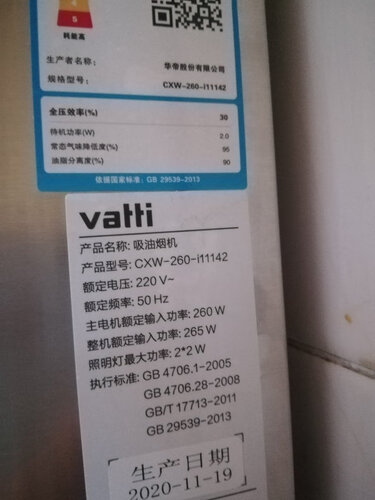 4
5
耗能高
生产者名称: 华帝股份有限公司
规格型号: CXW-260-i11142
全压效率(%) 30
待机功率(W) 2.0
常态气味降低度(%) 95
油脂分离度(%) 90
依据国家标准: GB 29539-2013
vatti
产品名称: 吸油烟机
产品型号: CXW-260-i11142
额定电压: 220 V~
额定频率: 50 Hz
主电机额定输入功率: 260 W
整机额定输入功率: 265 W
照明灯最大功率: 2*2 W
执行标准: GB 4706.1-2005
GB 4706.28-2008
GB/T 17713-2011
GB 29539-2013
生产日期
2020-11-19